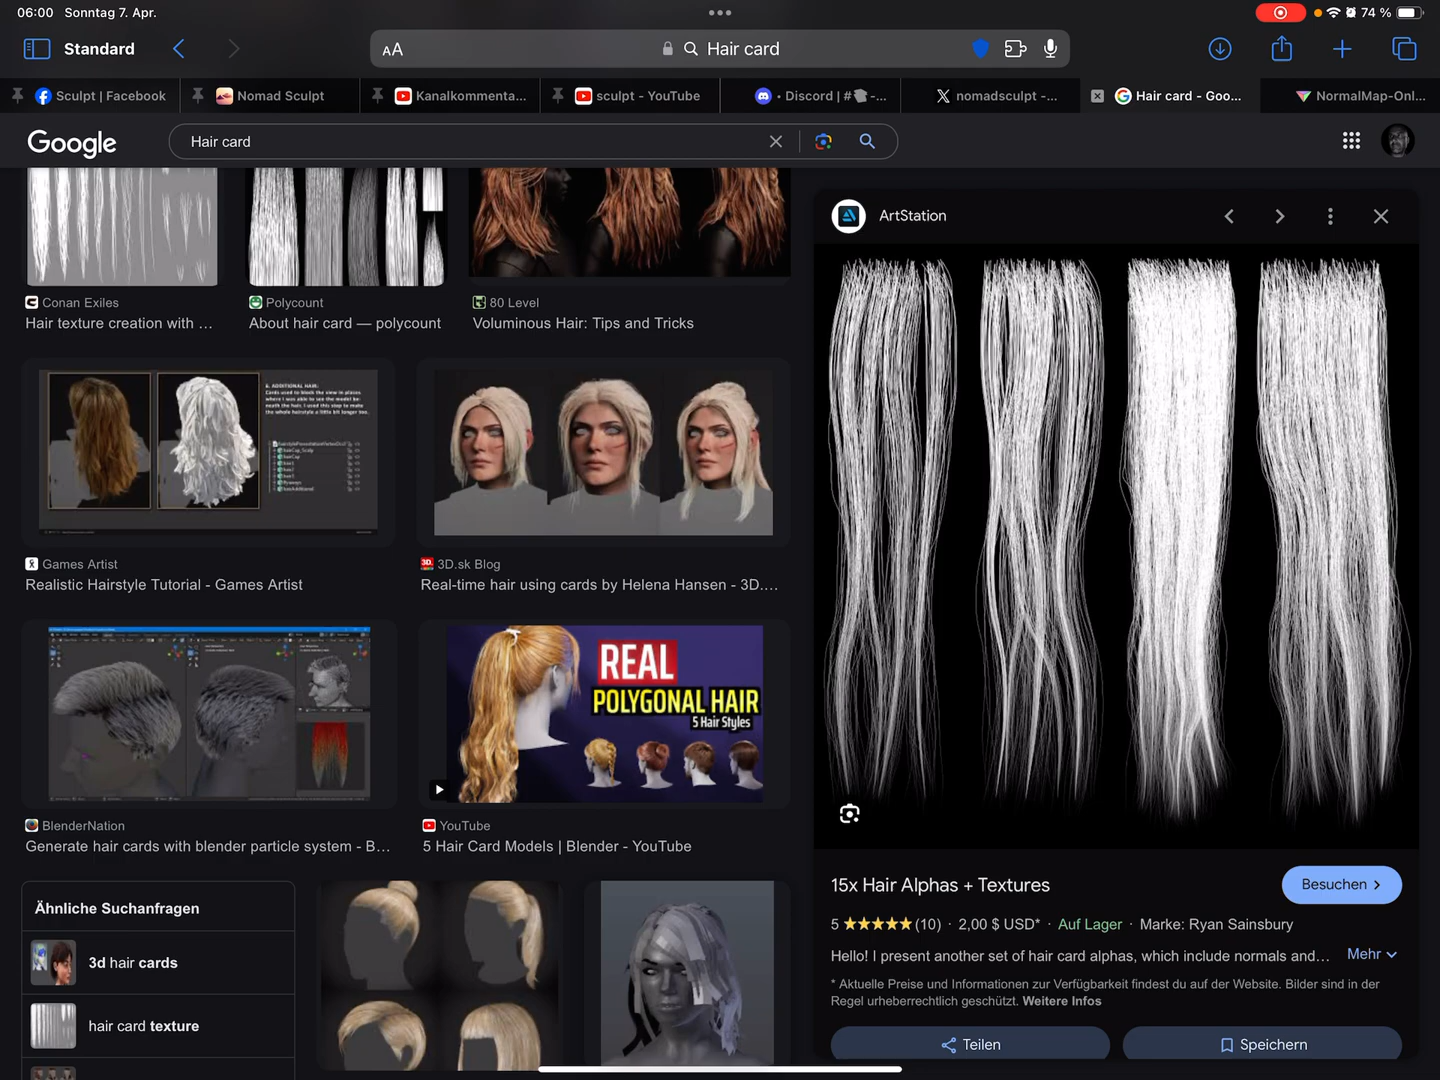 06:00 Sonntag 7. Apr.
74 %
Standard
AA
Hair card
Sculpt | Facebook
Nomad Sculpt
Kanalkommenta...
sculpt - YouTube
• Discord | #
-...
nomadsculpt -...
Hair card - Goo...
NormalMap-Onl...
Google
Hair card
Conan Exiles
Hair texture creation with ...
Polycount
About hair card — polycount
80 Level
Voluminous Hair: Tips and Tricks
Games Artist
Realistic Hairstyle Tutorial - Games Artist
3D.sk Blog
Real-time hair using cards by Helena Hansen - 3D....
REAL
POLYGONAL HAIR
5 Hair Styles
BlenderNation
Generate hair cards with blender particle system - B...
YouTube
5 Hair Card Models | Blender - YouTube
Ähnliche Suchanfragen
3d hair cards
hair card texture
ArtStation
15x Hair Alphas + Textures
Besuchen
5 ★★★★★ (10) · 2,00 $ USD* · Auf Lager · Marke: Ryan Sainsbury
Hello! I present another set of hair card alphas, which include normals and...
Mehr
* Aktuelle Preise und Informationen zur Verfügbarkeit findest du auf der Website. Bilder sind in der
Regel urheberrechtlich geschützt. Weitere Infos
Teilen
Speichern